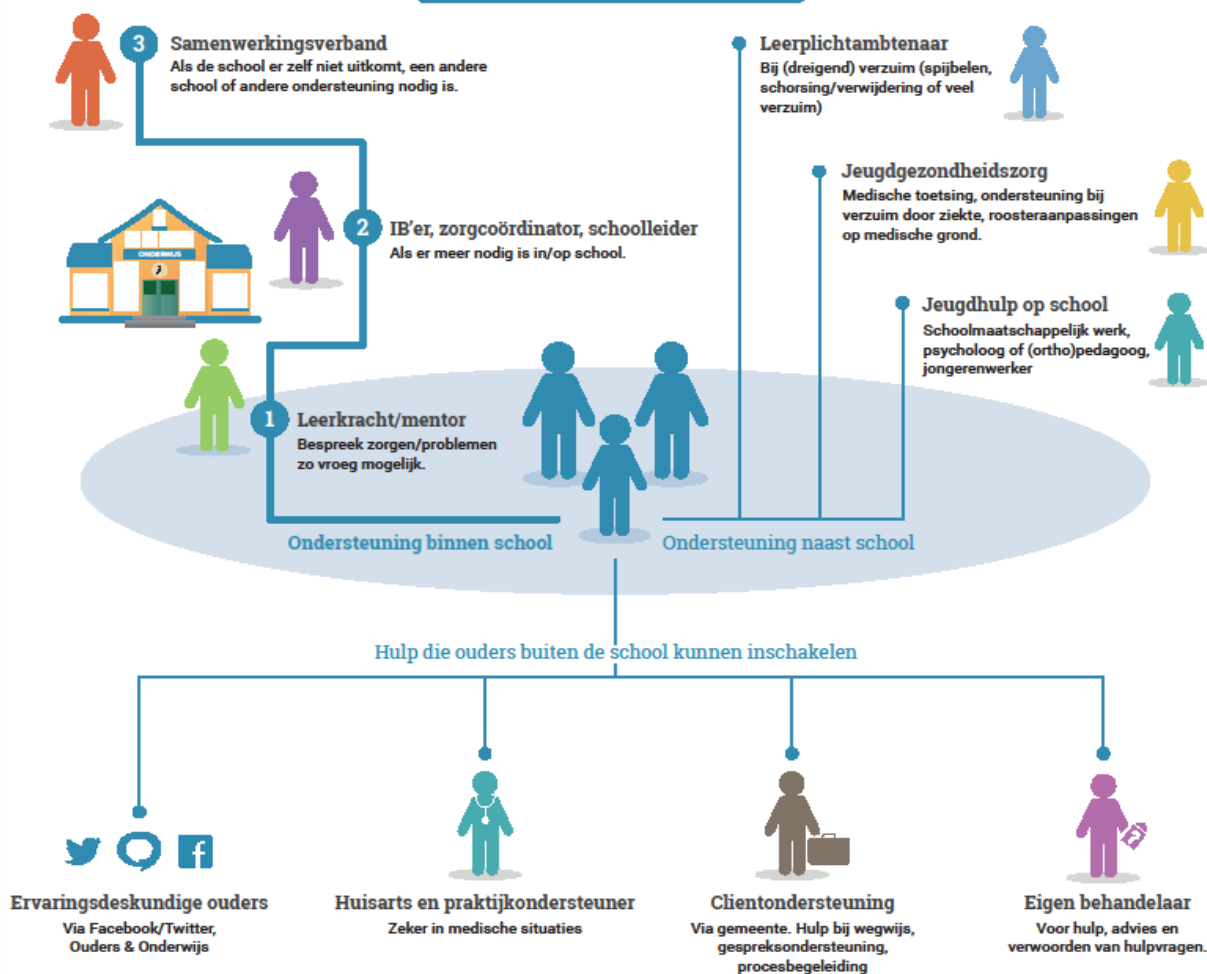 3
Samenwerkingsverband
Als de school er zelf niet uitkomt, een andere
school of andere ondersteuning nodig is.
ONDERWIJS
2
IB'er, zorgcoördinator, schoolleider
Als er meer nodig is in/op school.
1
Leerkracht/mentor
Bespreek zorgen/problemen
zo vroeg mogelijk.
Ondersteuning binnen school
Leerplichtambtenaar
Bij (dreigend) verzuim (spijbelen,
schorsing/verwijdering of veel
verzuim)
Jeugdgezondheidszorg
Medische toetsing, ondersteuning bij
verzuim door ziekte, roosteraanpassingen
op medische grond.
Jeugdhulp op school
Schoolmaatschappelijk werk,
psycholoog of (ortho)pedagoog,
jongerenwerker
Ondersteuning naast school
Hulp die ouders buiten de school kunnen inschakelen
Ervaringsdeskundige ouders
Via Facebook/Twitter,
Ouders & Onderwijs
Huisarts en praktijkondersteuner
Zeker in medische situaties
Clientondersteuning
Via gemeente. Hulp bij wegwijs,
gespreksondersteuning,
procesbegeleiding
Eigen behandelaar
Voor hulp, advies en
verwoorden van hulpvragen.